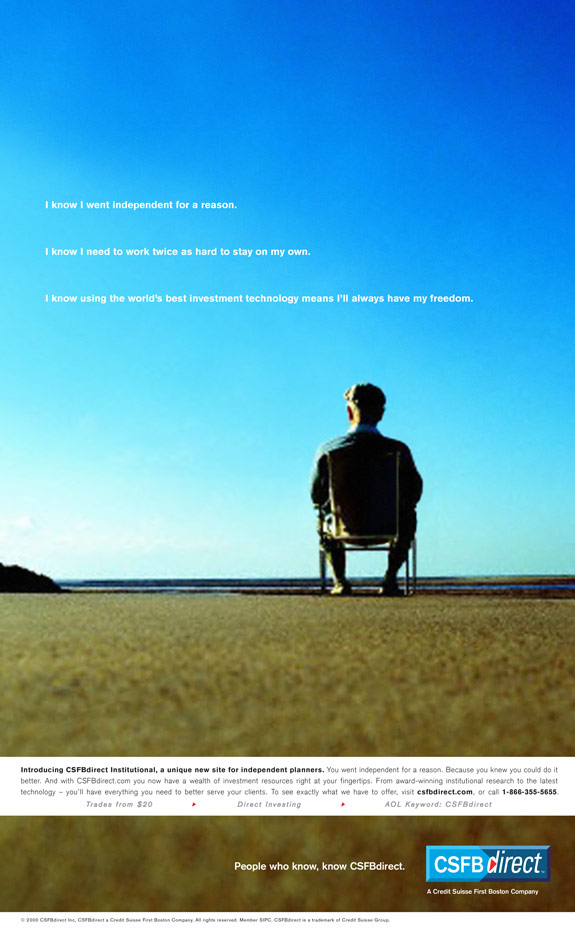 I know I went independent for a reason.
I know I need to work twice as hard to stay on my own.
I know using the world's best investment technology means I'll always have my freedom.
Introducing CSFBdirect Institutional, a unique new site for independent planners. You went independent for a reason. Because you knew you could do it
better. And with CSFBdirect.com you now have a wealth of investment resources right at your fingertips. From award-winning institutional research to the latest
technology – you'll have everything you need to better serve your clients. To see exactly what we have to offer, visit csfbdirect.com, or call 1-866-355-5655.
Trades from $20 Direct Investing AOL Keyword: CSFBdirect
People who know, know CSFBdirect.
CSFB direct™
A Credit Suisse First Boston Company
© 2000 CSFBdirect Inc, CSFBdirect a Credit Suisse First Boston Company. All rights reserved. Member SIPC. CSFBdirect is a trademark of Credit Suisse Group.